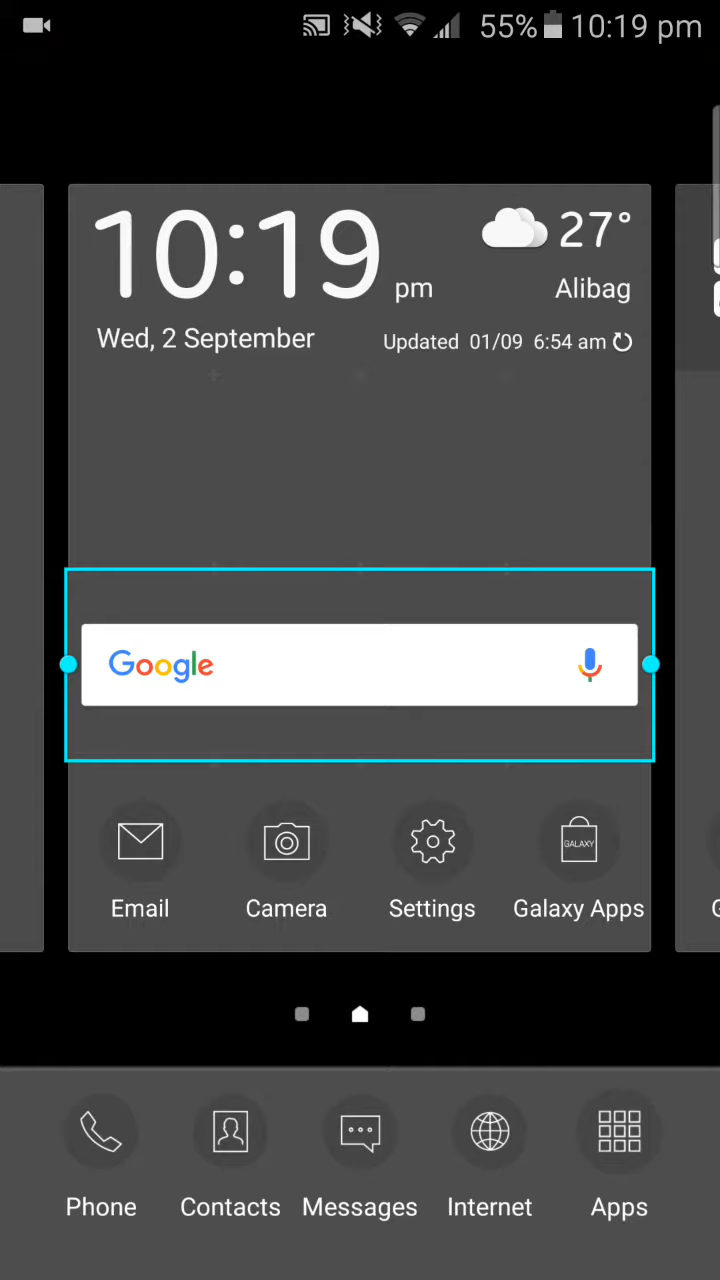 55% 10:19 pm
10:19 pm
27°
Alibag
Wed, 2 September
Updated 01/09 6:54 am
Google
GALAXY
Email Camera Settings Galaxy Apps
Phone Contacts Messages Internet Apps